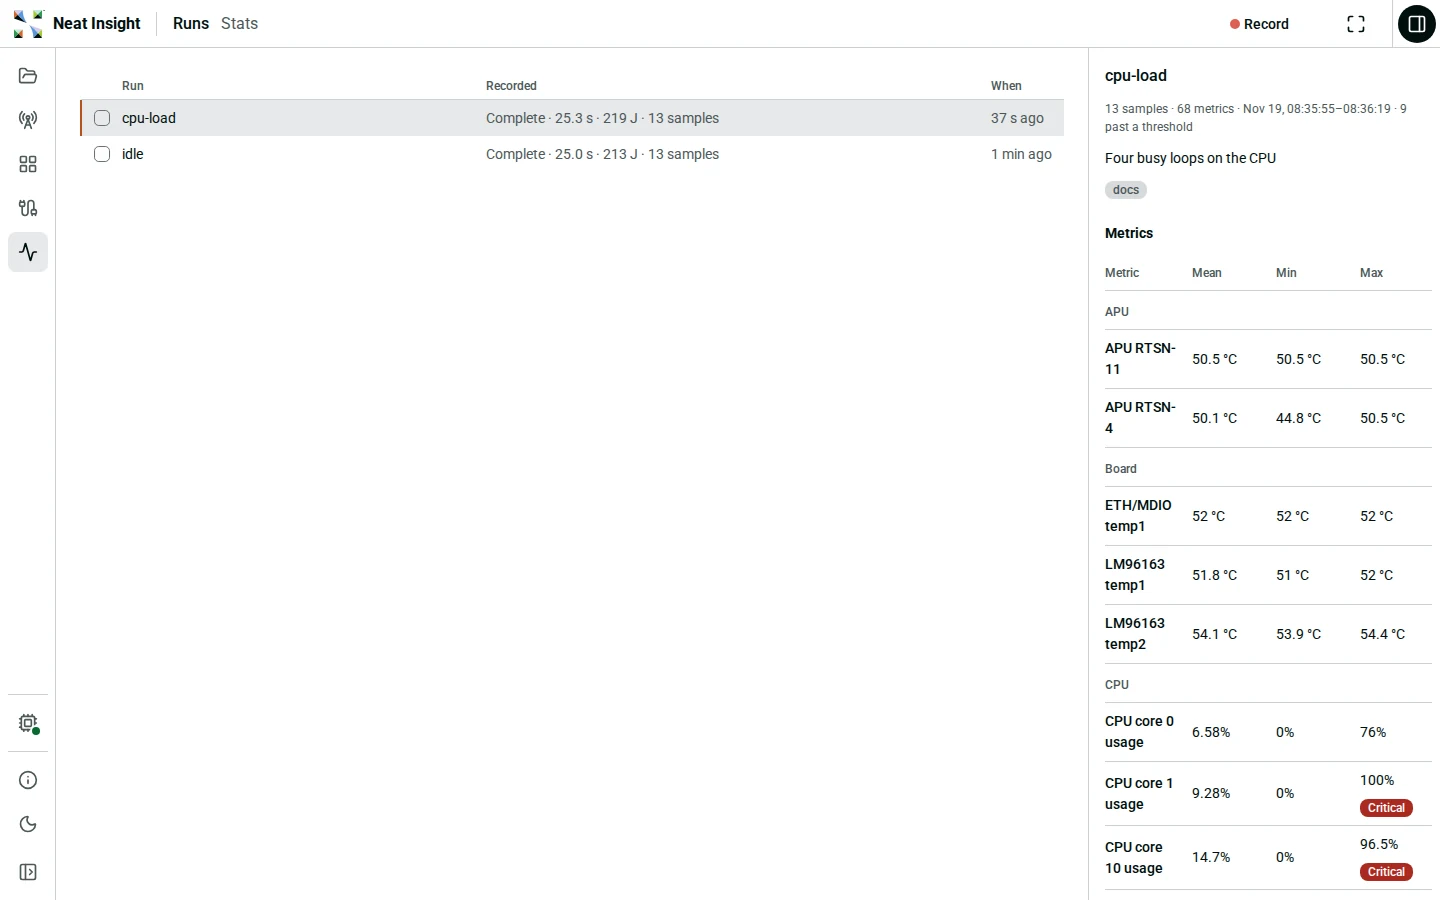 Neat Insight
Runs
Stats
Record
Run
Recorded
When
cpu-load
Complete · 25.3 s · 219 J · 13 samples
37 s ago
idle
Complete · 25.0 s · 213 J · 13 samples
1 min ago
cpu-load
13 samples · 68 metrics · Nov 19, 08:35:55–08:36:19 · 9
past a threshold
Four busy loops on the CPU
docs
Metrics
Metric Mean Min Max
APU
APU RTSN-
11
50.5 °C 50.5 °C 50.5 °C
APU RTSN-
4
50.1 °C 44.8 °C 50.5 °C
Board
ETH/MDIO
temp1
52 °C 52 °C 52 °C
LM96163
temp1
51.8 °C 51 °C 52 °C
LM96163
temp2
54.1 °C 53.9 °C 54.4 °C
CPU
CPU core 0
usage
6.58% 0% 76%
CPU core 1
usage
9.28% 0% 100%
Critical
CPU core
10 usage
14.7% 0% 96.5%
Critical